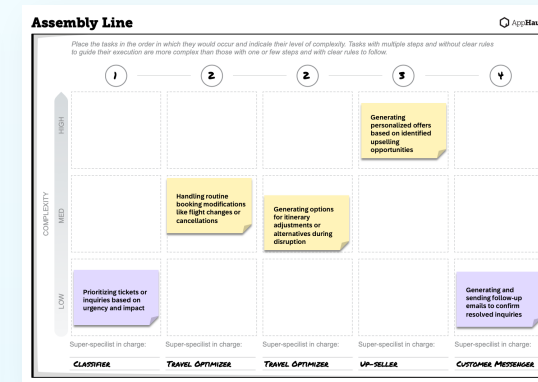 Assembly Line
AppHau
Place the tasks in the order in which they would occur and indicate their level of complexity. Tasks with multiple steps and without clear rules
to guide their execution are more complex than those with one or few steps and with clear rules to follow.
1
2
2
3
4
HIGH
Generating
personalized offers
based on identified
upselling
opportunities
COMPLEXITY
MED
Handling routine
booking modifications
like flight changes or
cancellations
Generating options
for itinerary
adjustments or
alternatives during
disruption
LOW
Prioritizing tickets or
inquiries based on
urgency and impact
Generating and
sending follow-up
emails to confirm
resolved inquiries
Super-specilist in charge:
Super-specilist in charge:
Super-specilist in charge:
Super-specilist in charge:
Super-specilist in charge:
CLASSIFIER
TRAVEL OPTIMIZER
TRAVEL OPTIMIZER
UP-SELLER
CUSTOMER MESSENGER